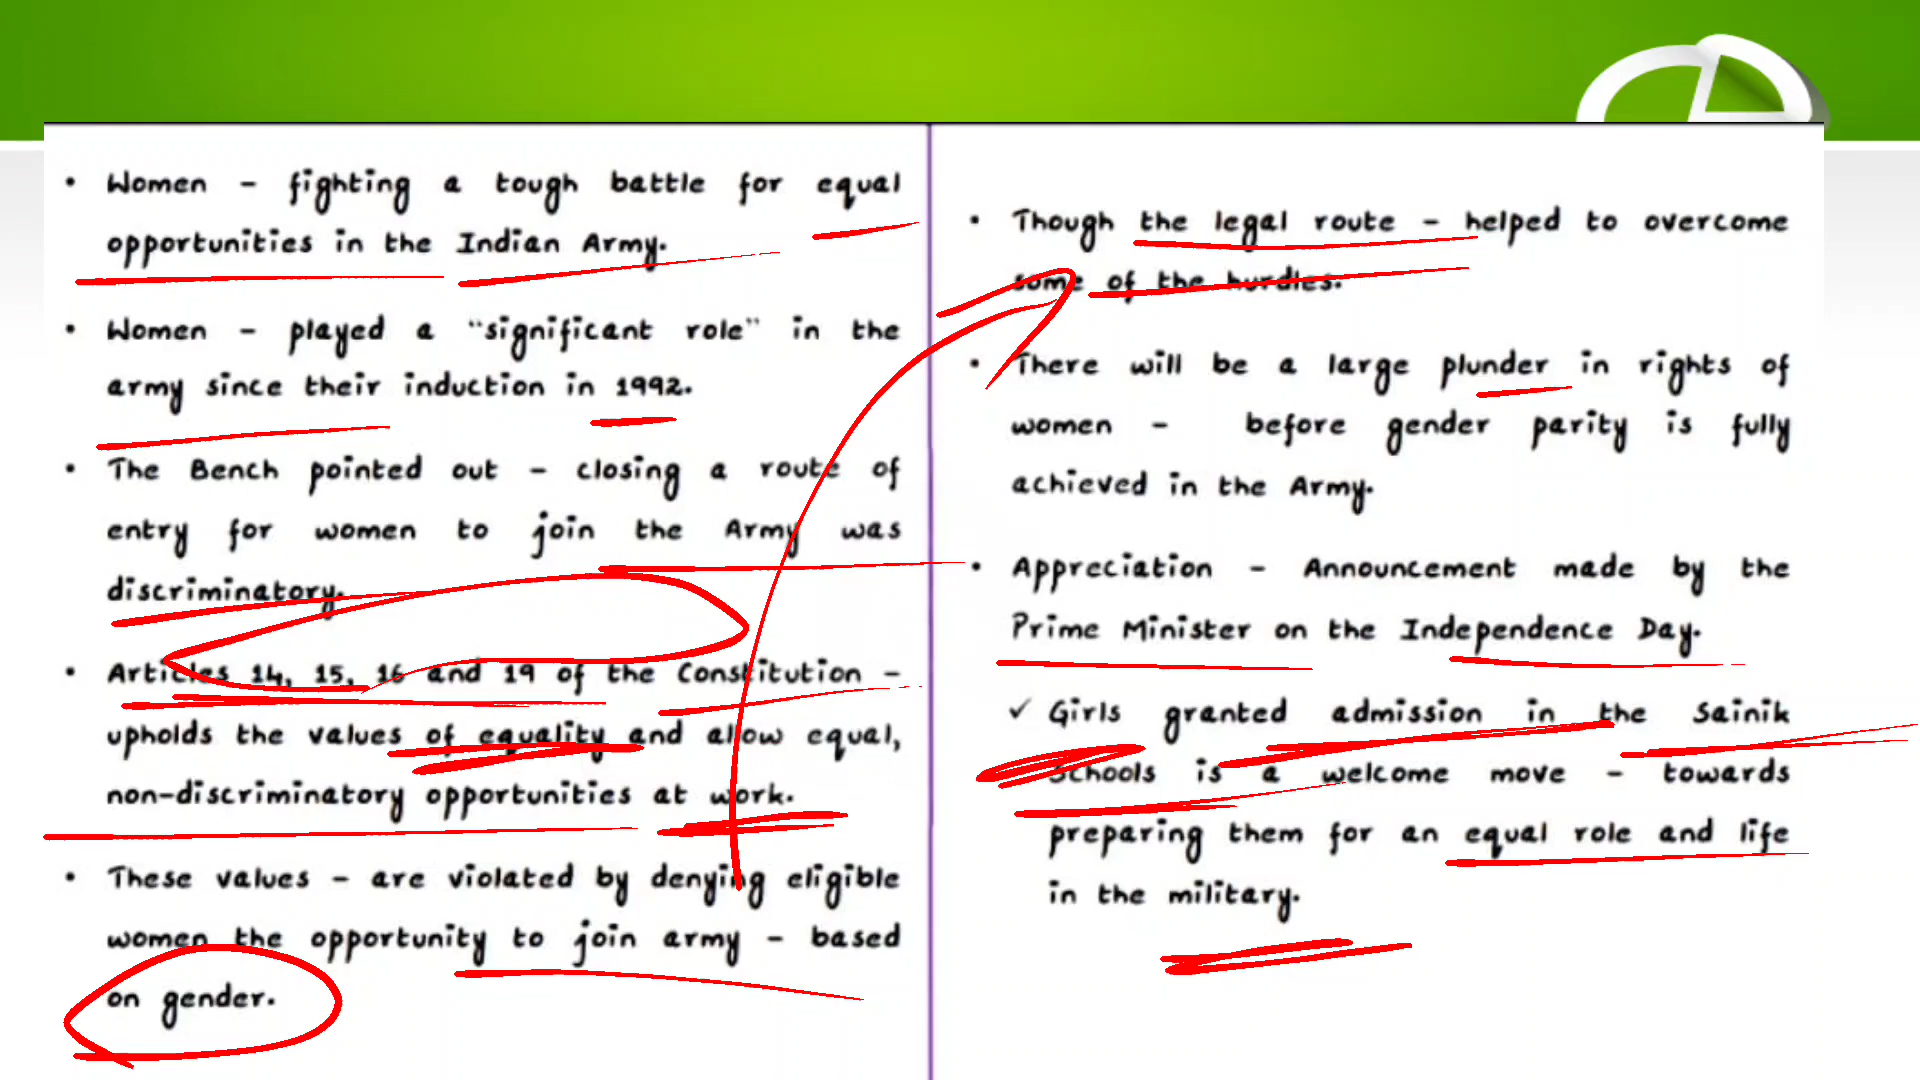 • Women - fighting a tough battle for equal
opportunities in the Indian Army.
• Women - played a "significant role" in the
army since their induction in 1992.
• The Bench pointed out - closing a route of
entry for women to join the Army was
discriminatory.
• Articles 14, 15, 16 and 19 of the Constitution -
upholds the values of equality and allow equal,
non-discriminatory opportunities at work.
• These values - are violated by denying eligible
women the opportunity to join army - based
on gender.
• Though the legal route - helped to overcome
some of the hurdles.
• There will be a large plunder in rights of
women - before gender parity is fully
achieved in the Army.
• Appreciation - Announcement made by the
Prime Minister on the Independence Day.
✓ Girls granted admission in the Sainik
Schools is a welcome move - towards
preparing them for an equal role and life
in the military.